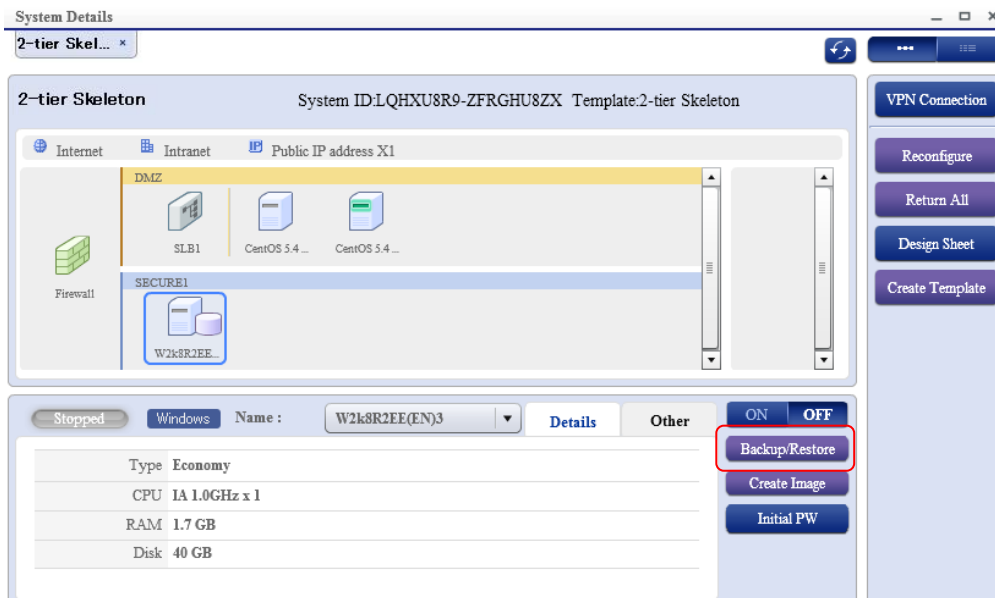 System Details
2-tier Skel... ×
2-tier Skeleton
System ID:LQHXU8R9-ZFRGHU8ZX Template:2-tier Skeleton
Internet
Intranet
IP
Public IP address X1
DMZ
SLB1
CentOS 5.4 ...
CentOS 5.4 ...
Firewall
SECURE1
W2k8R2EE...
VPN Connection
Reconfigure
Return All
Design Sheet
Create Template
Stopped
Windows
Name :
W2k8R2EE(EN)3
Details
Other
ON
OFF
Backup/Restore
Create Image
Initial PW
Type Economy
CPU IA 1.0GHz x 1
RAM 1.7 GB
Disk 40 GB